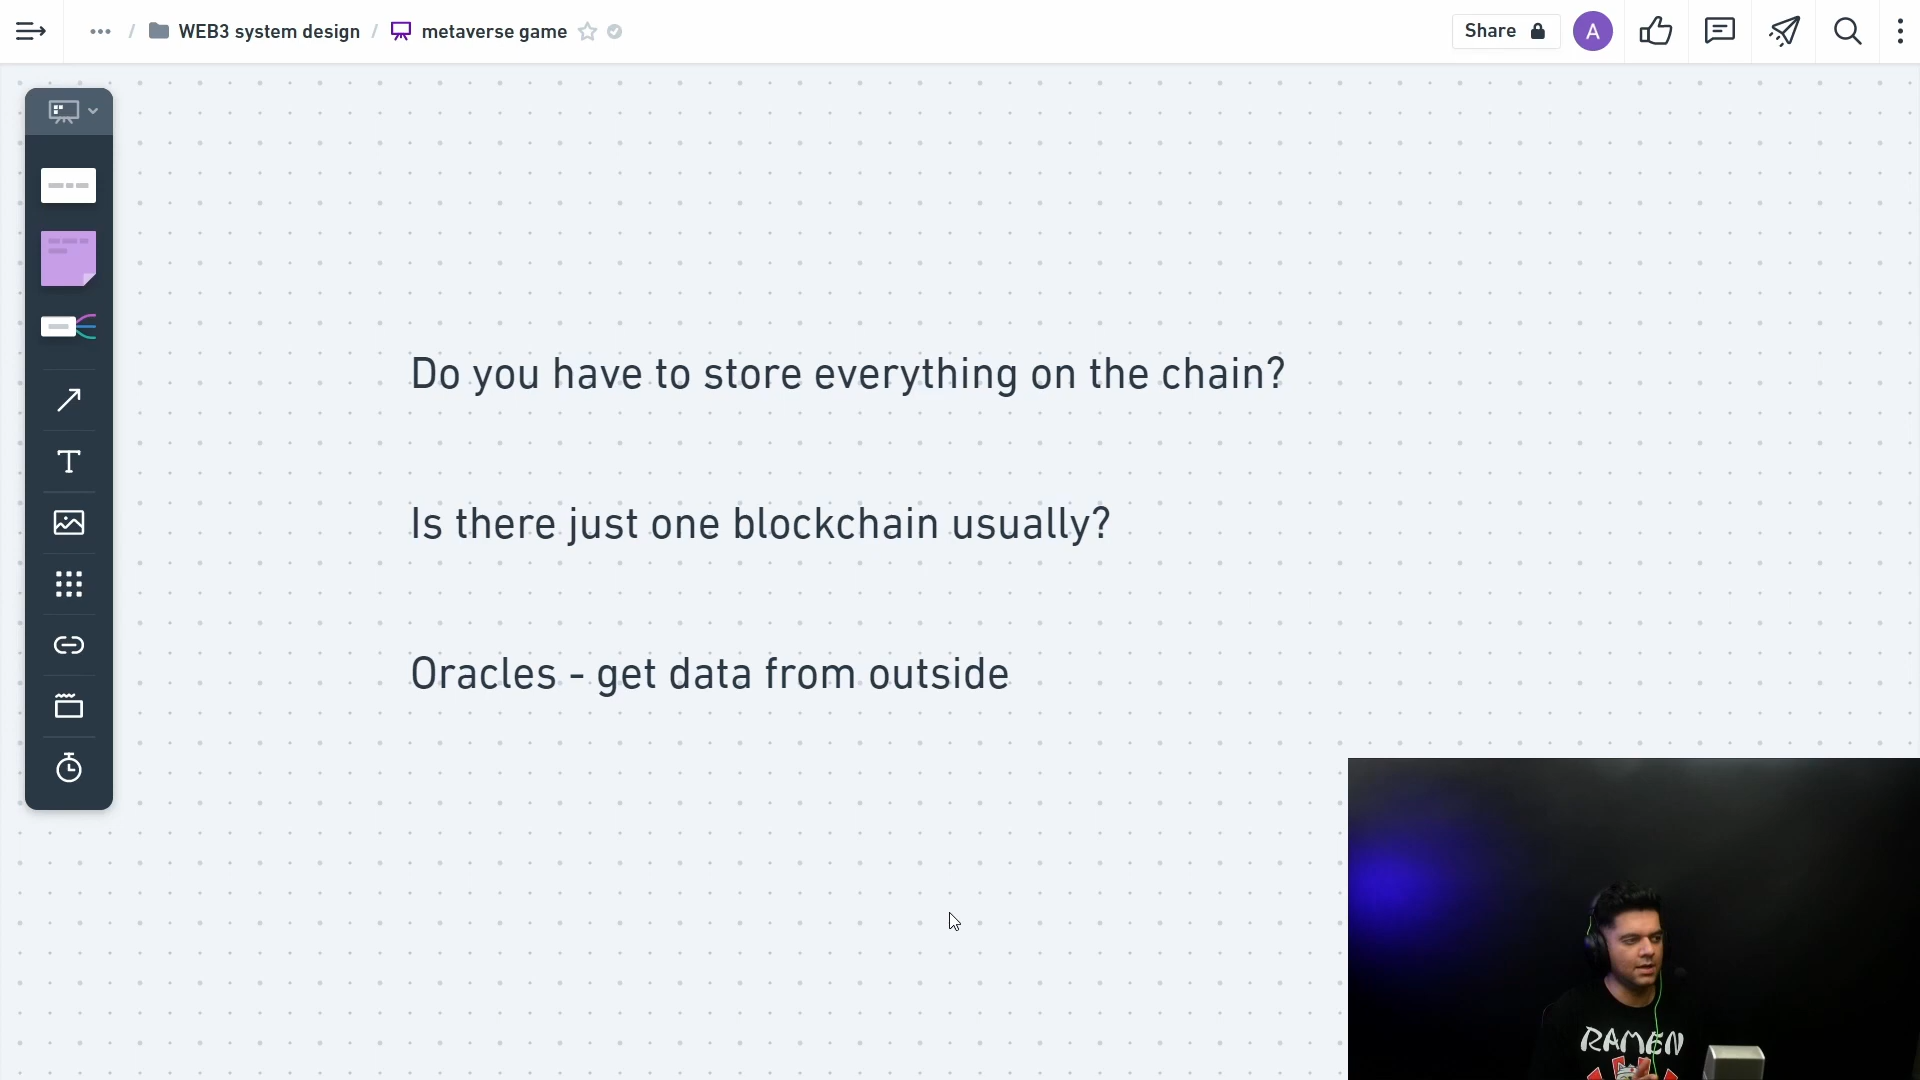 WEB3 system design / metaverse game
Share
A
Do you have to store everything on the chain?
Is there just one blockchain usually?
Oracles - get data from outside
RAMEN